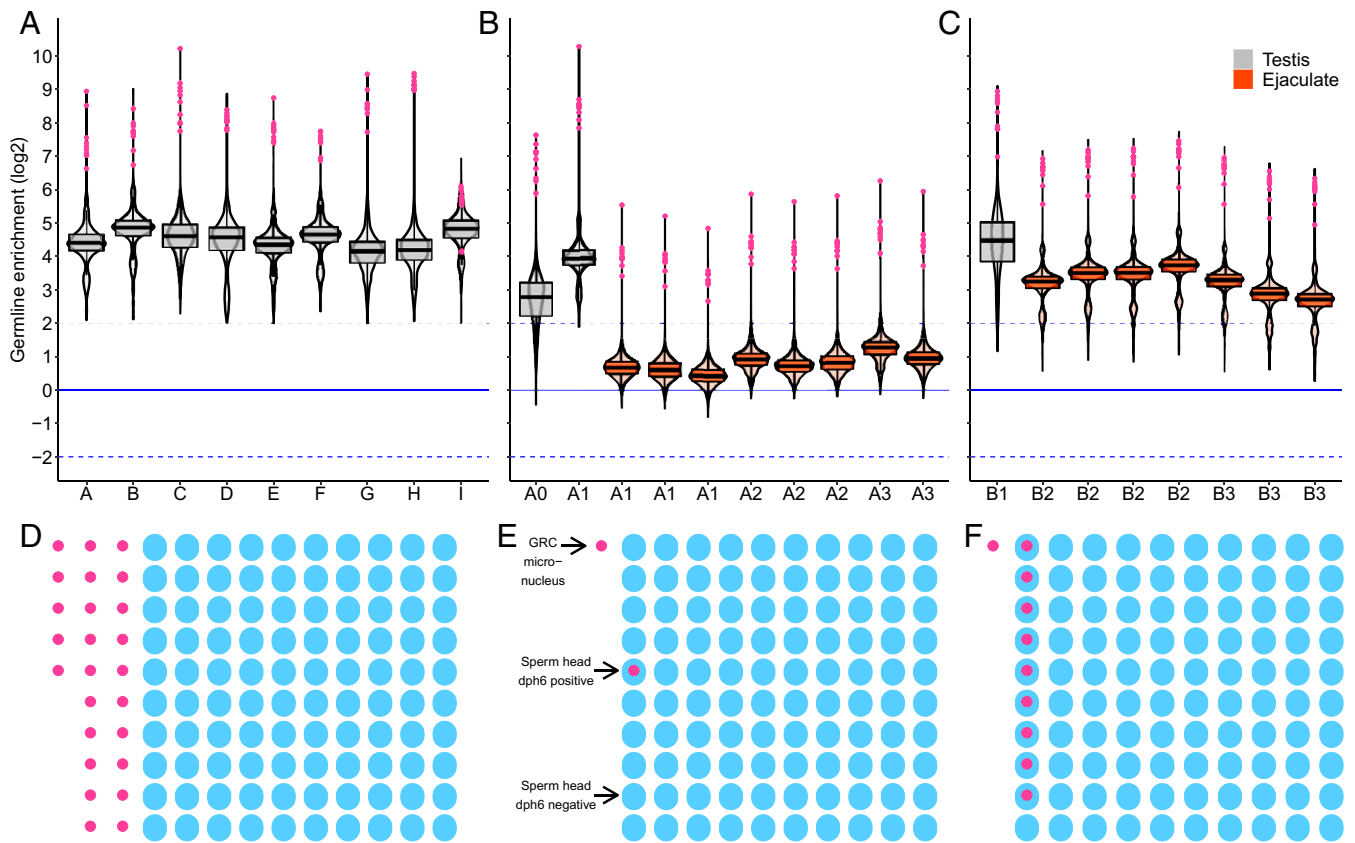 A
B
C
Germline enrichment (log2)
10
9
8
7
6
5
4
3
2
1
0
−1
−2
A B C D E F G H I
A0 A1 A1 A1 A1 A2 A2 A2 A3 A3
B1 B2 B2 B2 B2 B3 B3 B3
Testis
Ejaculate
D
E
F
GRC
micro−
nucleus
Sperm head
dph6 positive
Sperm head
dph6 negative